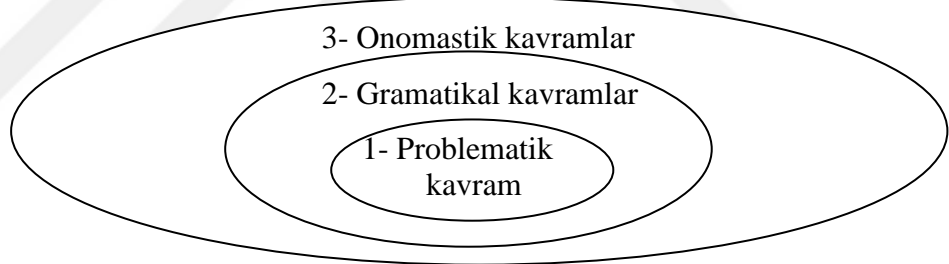 3- Onomastik kavramlar
2- Gramatikal kavramlar
1- Problematik
kavram